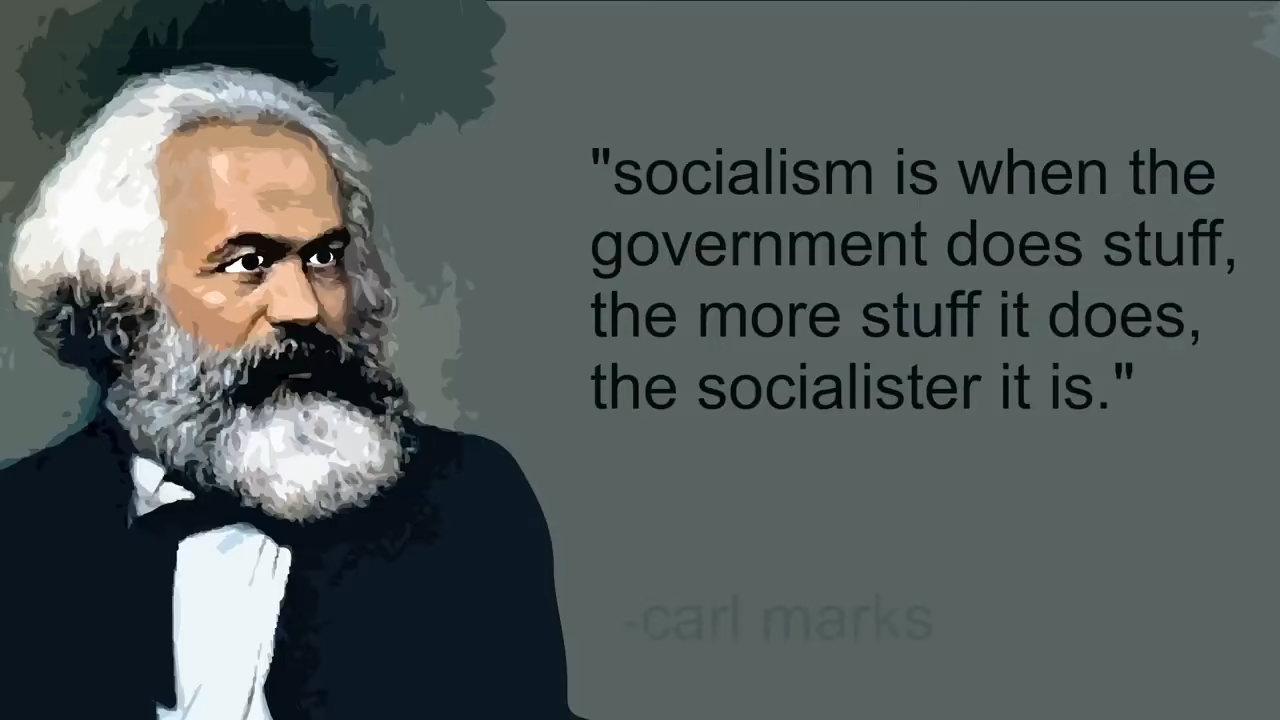 "socialism is when the
government does stuff,
the more stuff it does,
the socialister it is."
-carl marks